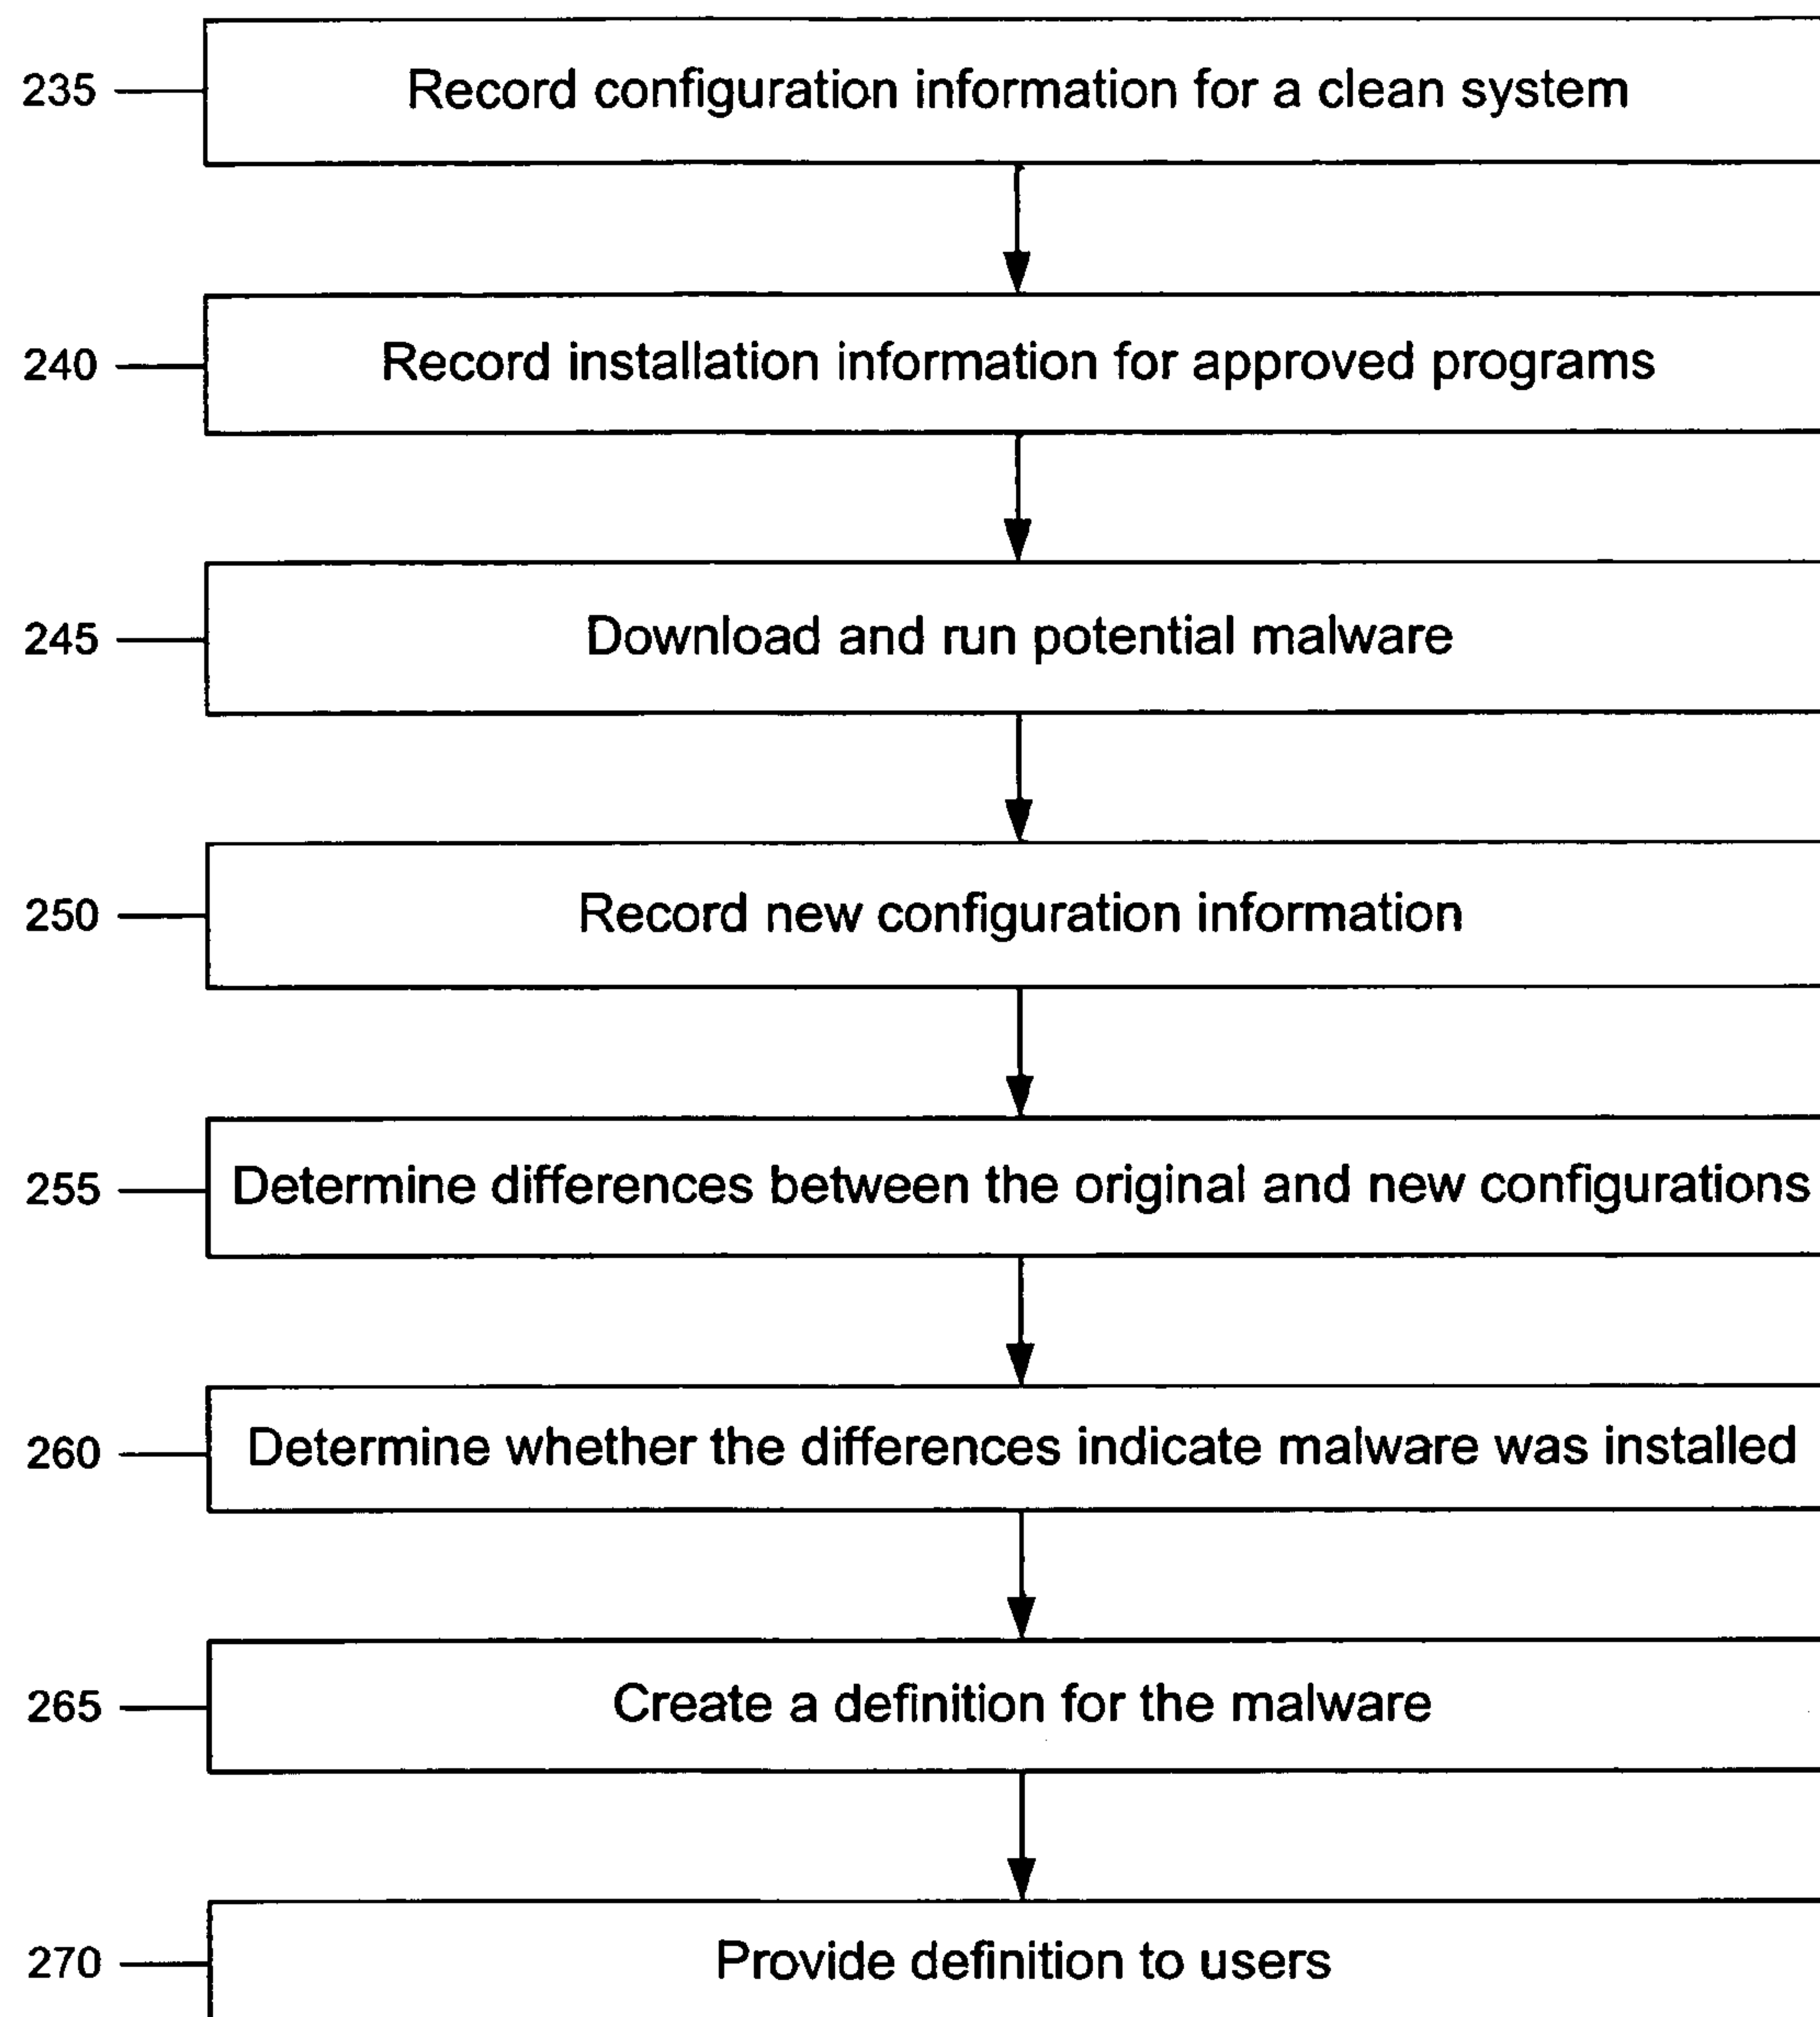 235 Record configuration information for a clean system
240 Record installation information for approved programs
245 Download and run potential malware
250 Record new configuration information
255 Determine differences between the original and new configurations
260 Determine whether the differences indicate malware was installed
265 Create a definition for the malware
270 Provide definition to users